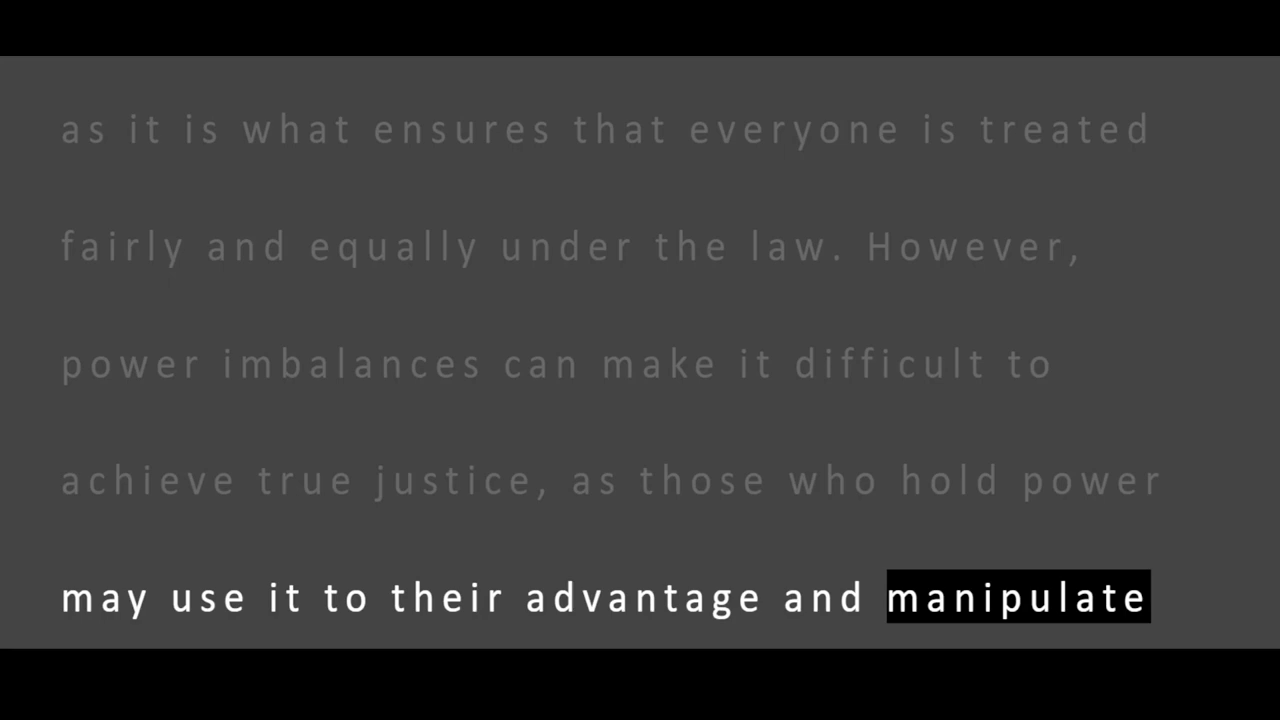 as it is what ensures that everyone is treated
fairly and equally under the law. However,
power imbalances can make it difficult to
achieve true justice, as those who hold power
may use it to their advantage and manipulate